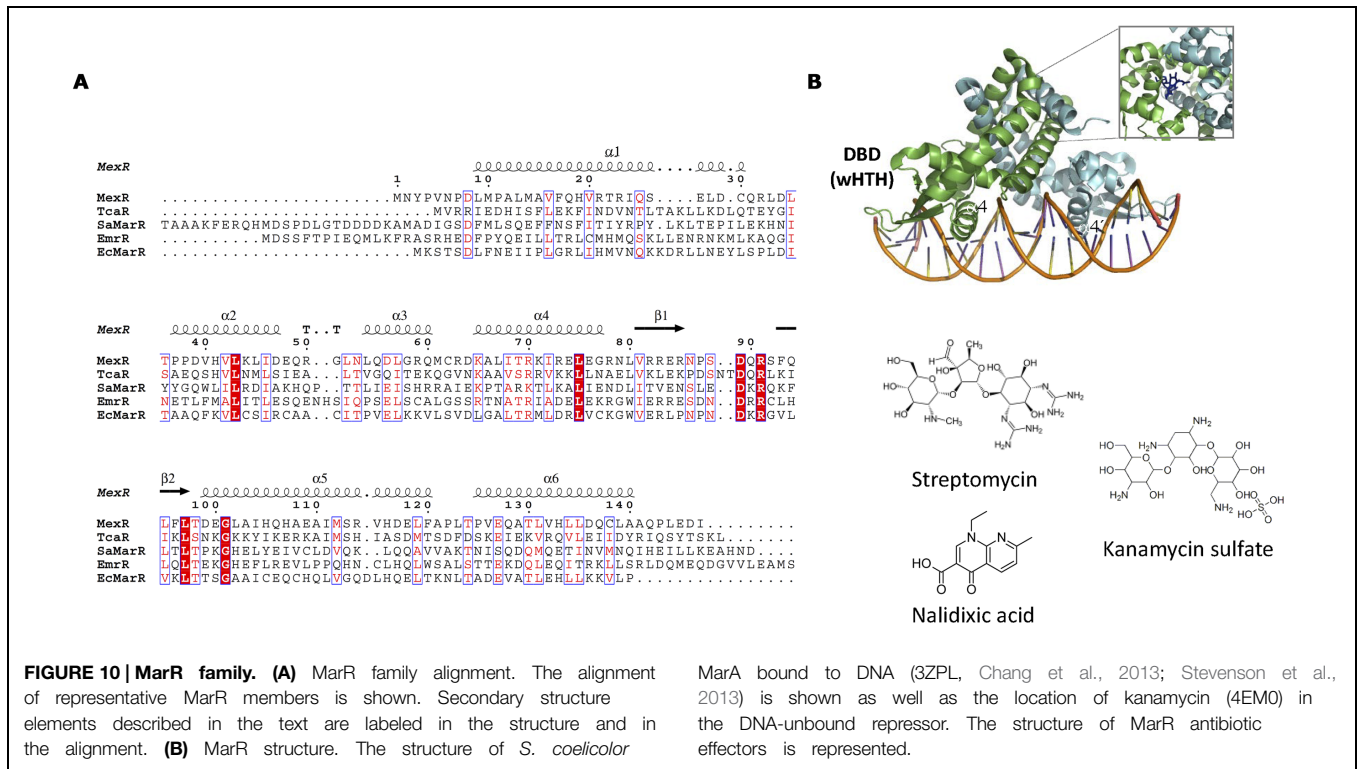 A
MexR
α1
1 10 20 30
MexR ................MNYPVNPDLMPALMAVFQHVRTRIQS....ELD.CQRLDL
TcaR ....................MVRRIEDHISFLEKFINDVNTLTAKLLKDLQTEYGI
SaMarR TAAAKFERQHMDSPDLGTDDDDKAMADIGSDFMLSQEFFNSFITIYRPY.LKLTEPILEKHNI
EmrR .........MDSSFTPIEQMLKFRASRHEDFPYQEILLTRLCMHMQSKLLENRNKMLKAQGI
EcMarR ..................MKSTSDLFNEIIPLGRLIHMVNQKKDRLLNEYLSPLDI
MexR
α2 T..T α3 α4 β1
40 50 60 70 80 90
MexR TPPDVHVLKLIDEQR..GLNLQDLGRQMCRDKALITRKIRELEGRNLVRRERNPS..DQRSFQ
TcaR SAEQSHVLNMLSIEA...LTVGQITEKQGVNKAAVSRRVKKLLNAELVKLEKPDSNTDQRLKI
SaMarR YYGQWLILRDIAKHQP..TTLIEISHRRAIEKPTARKTLKALIENDLITVENSLE..DKRQKF
EmrR NETLFMALITLESQENHSIQPSELSCALGSSRTNATRIADELEKRGWIERRESDN..DRRCLH
EcMarR TAAQFKVLCSIRCAA..CITPVELKKVLSVDLGALTRMLDRLVCKGWVERLPNPN..DKRGVL
MexR
β2 α5 α6
100 110 120 130 140
MexR LFLTDEGLAIHQHAEAIMSR.VHDELFAPLTPVEQATLVHLLDQCLAAQPLEDI.........
TcaR IKLSNKGKKYIKERKAIMSH.IASDMTSDFDSKEIEKVRQVLEIIDYRIQSYTSKL.......
SaMarR LTLTPKGHELYEIVCLDVQK..LQQAVVAKTNISQDQMQETINVMNQIHEILLKEAHND....
EmrR LQLTEKGHEFLREVLPPQHN.CLHQLWSALSTTEKDQLEQITRKLLSRLDQMEQDGVVLEAMS
EcMarR VKLTTSGAAICEQCHQLVGQDLHQELTKNLTADEVATLEHLLKKVLP................
B
DBD
(wHTH)
4
4´
Streptomycin
Kanamycin sulfate
Nalidixic acid
FIGURE 10 | MarR family. (A) MarR family alignment. The alignment
of representative MarR members is shown. Secondary structure
elements described in the text are labeled in the structure and in
the alignment. (B) MarR structure. The structure of S. coelicolor
MarA bound to DNA (3ZPL, Chang et al., 2013; Stevenson et al.,
2013) is shown as well as the location of kanamycin (4EM0) in
the DNA-unbound repressor. The structure of MarR antibiotic
effectors is represented.